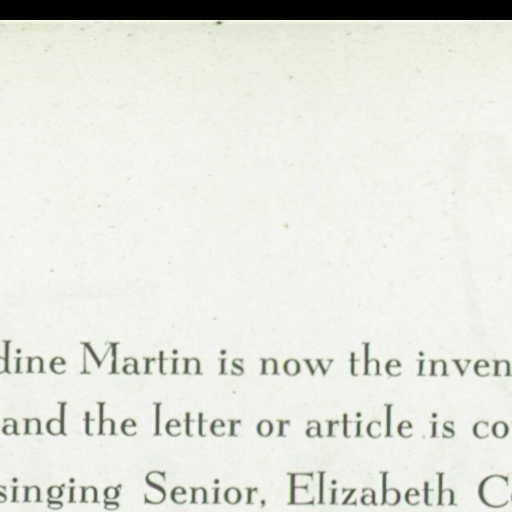 dine Martin is now the inven
and the letter or article is co
singing Senior, Elizabeth C